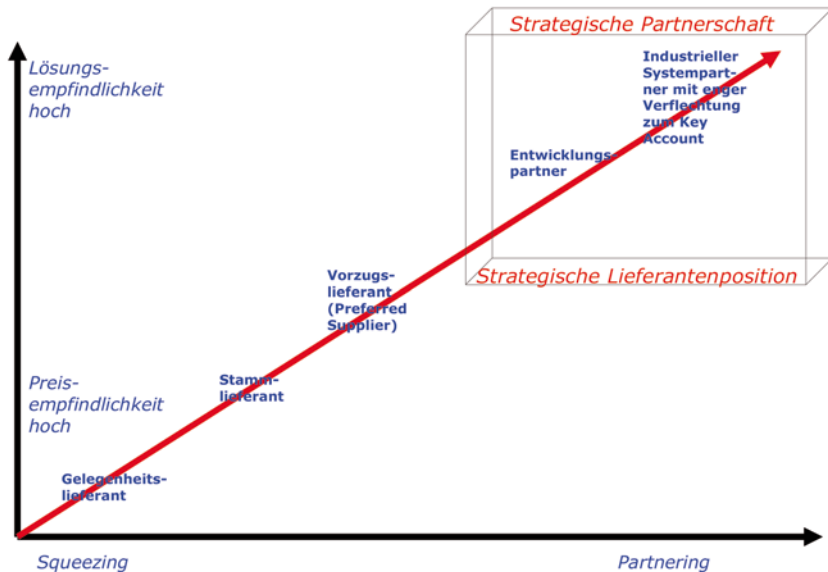 Strategische Partnerschaft
Lösungs-
empfindlichkeit
hoch
Industrieller
Systempart-
ner mit enger
Verflechtung
zum Key
Account
Entwicklungs-
partner
Strategische Lieferantenposition
Vorzugs-
lieferant
(Preferred
Supplier)
Preis-
empfindlichkeit
hoch
Stamm-
lieferant
Gelegenheits-
lieferant
Squeezing
Partnering